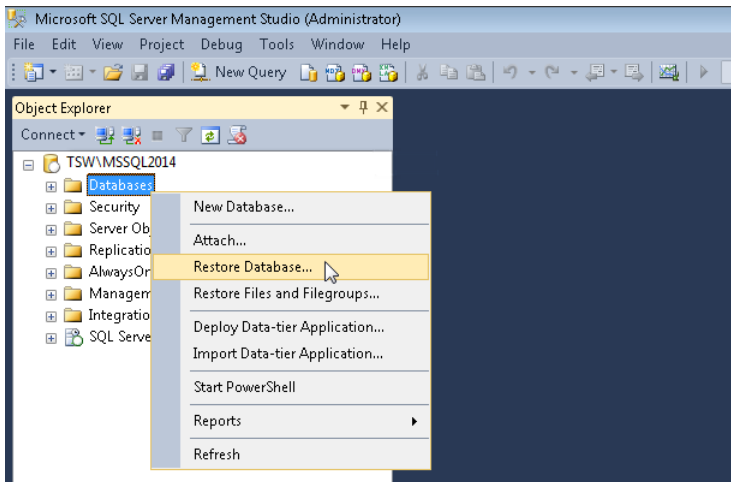 Microsoft SQL Server Management Studio (Administrator)
File Edit View Project Debug Tools Window Help
New Query
Object Explorer
Connect
TSW\MSSQL2014
Databases
Security
Server Ob
Replicatio
AlwaysOr
Managem
Integratio
SQL Serve
New Database...
Attach...
Restore Database...
Restore Files and Filegroups...
Deploy Data-tier Application...
Import Data-tier Application...
Start PowerShell
Reports
Refresh